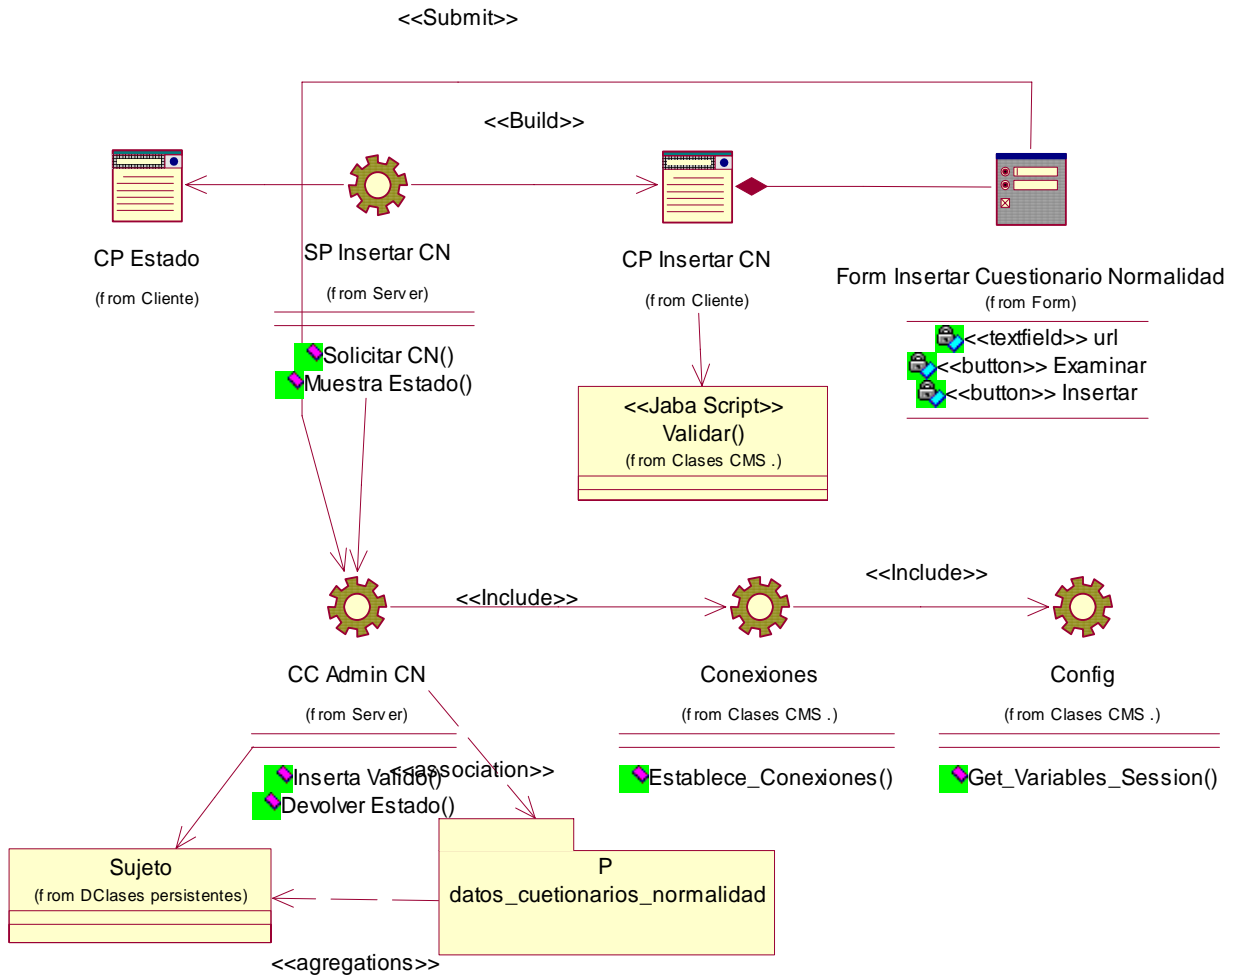 <<Submit>>
<<Build>>
CP Estado
(from Cliente)
SP Insertar CN
(from Server)
Solicitar CN()
Muestra Estado()
CP Insertar CN
(from Cliente)
Form Insertar Cuestionario Normalidad
(from Form)
<<textfield>> url
<<button>> Examinar
<<button>> Insertar
<<Jaba Script>>
Validar()
(from Clases CMS .)
<<Include>>
<<Include>>
CC Admin CN
(from Server)
Inserta Valido()
Devolver Estado()
<<association>>
Conexiones
(from Clases CMS .)
Establece_Conexiones()
Config
(from Clases CMS .)
Get_Variables_Session()
Sujeto
(from DClases persistentes)
P
datos_cuetionarios_normalidad
<<agregations>>